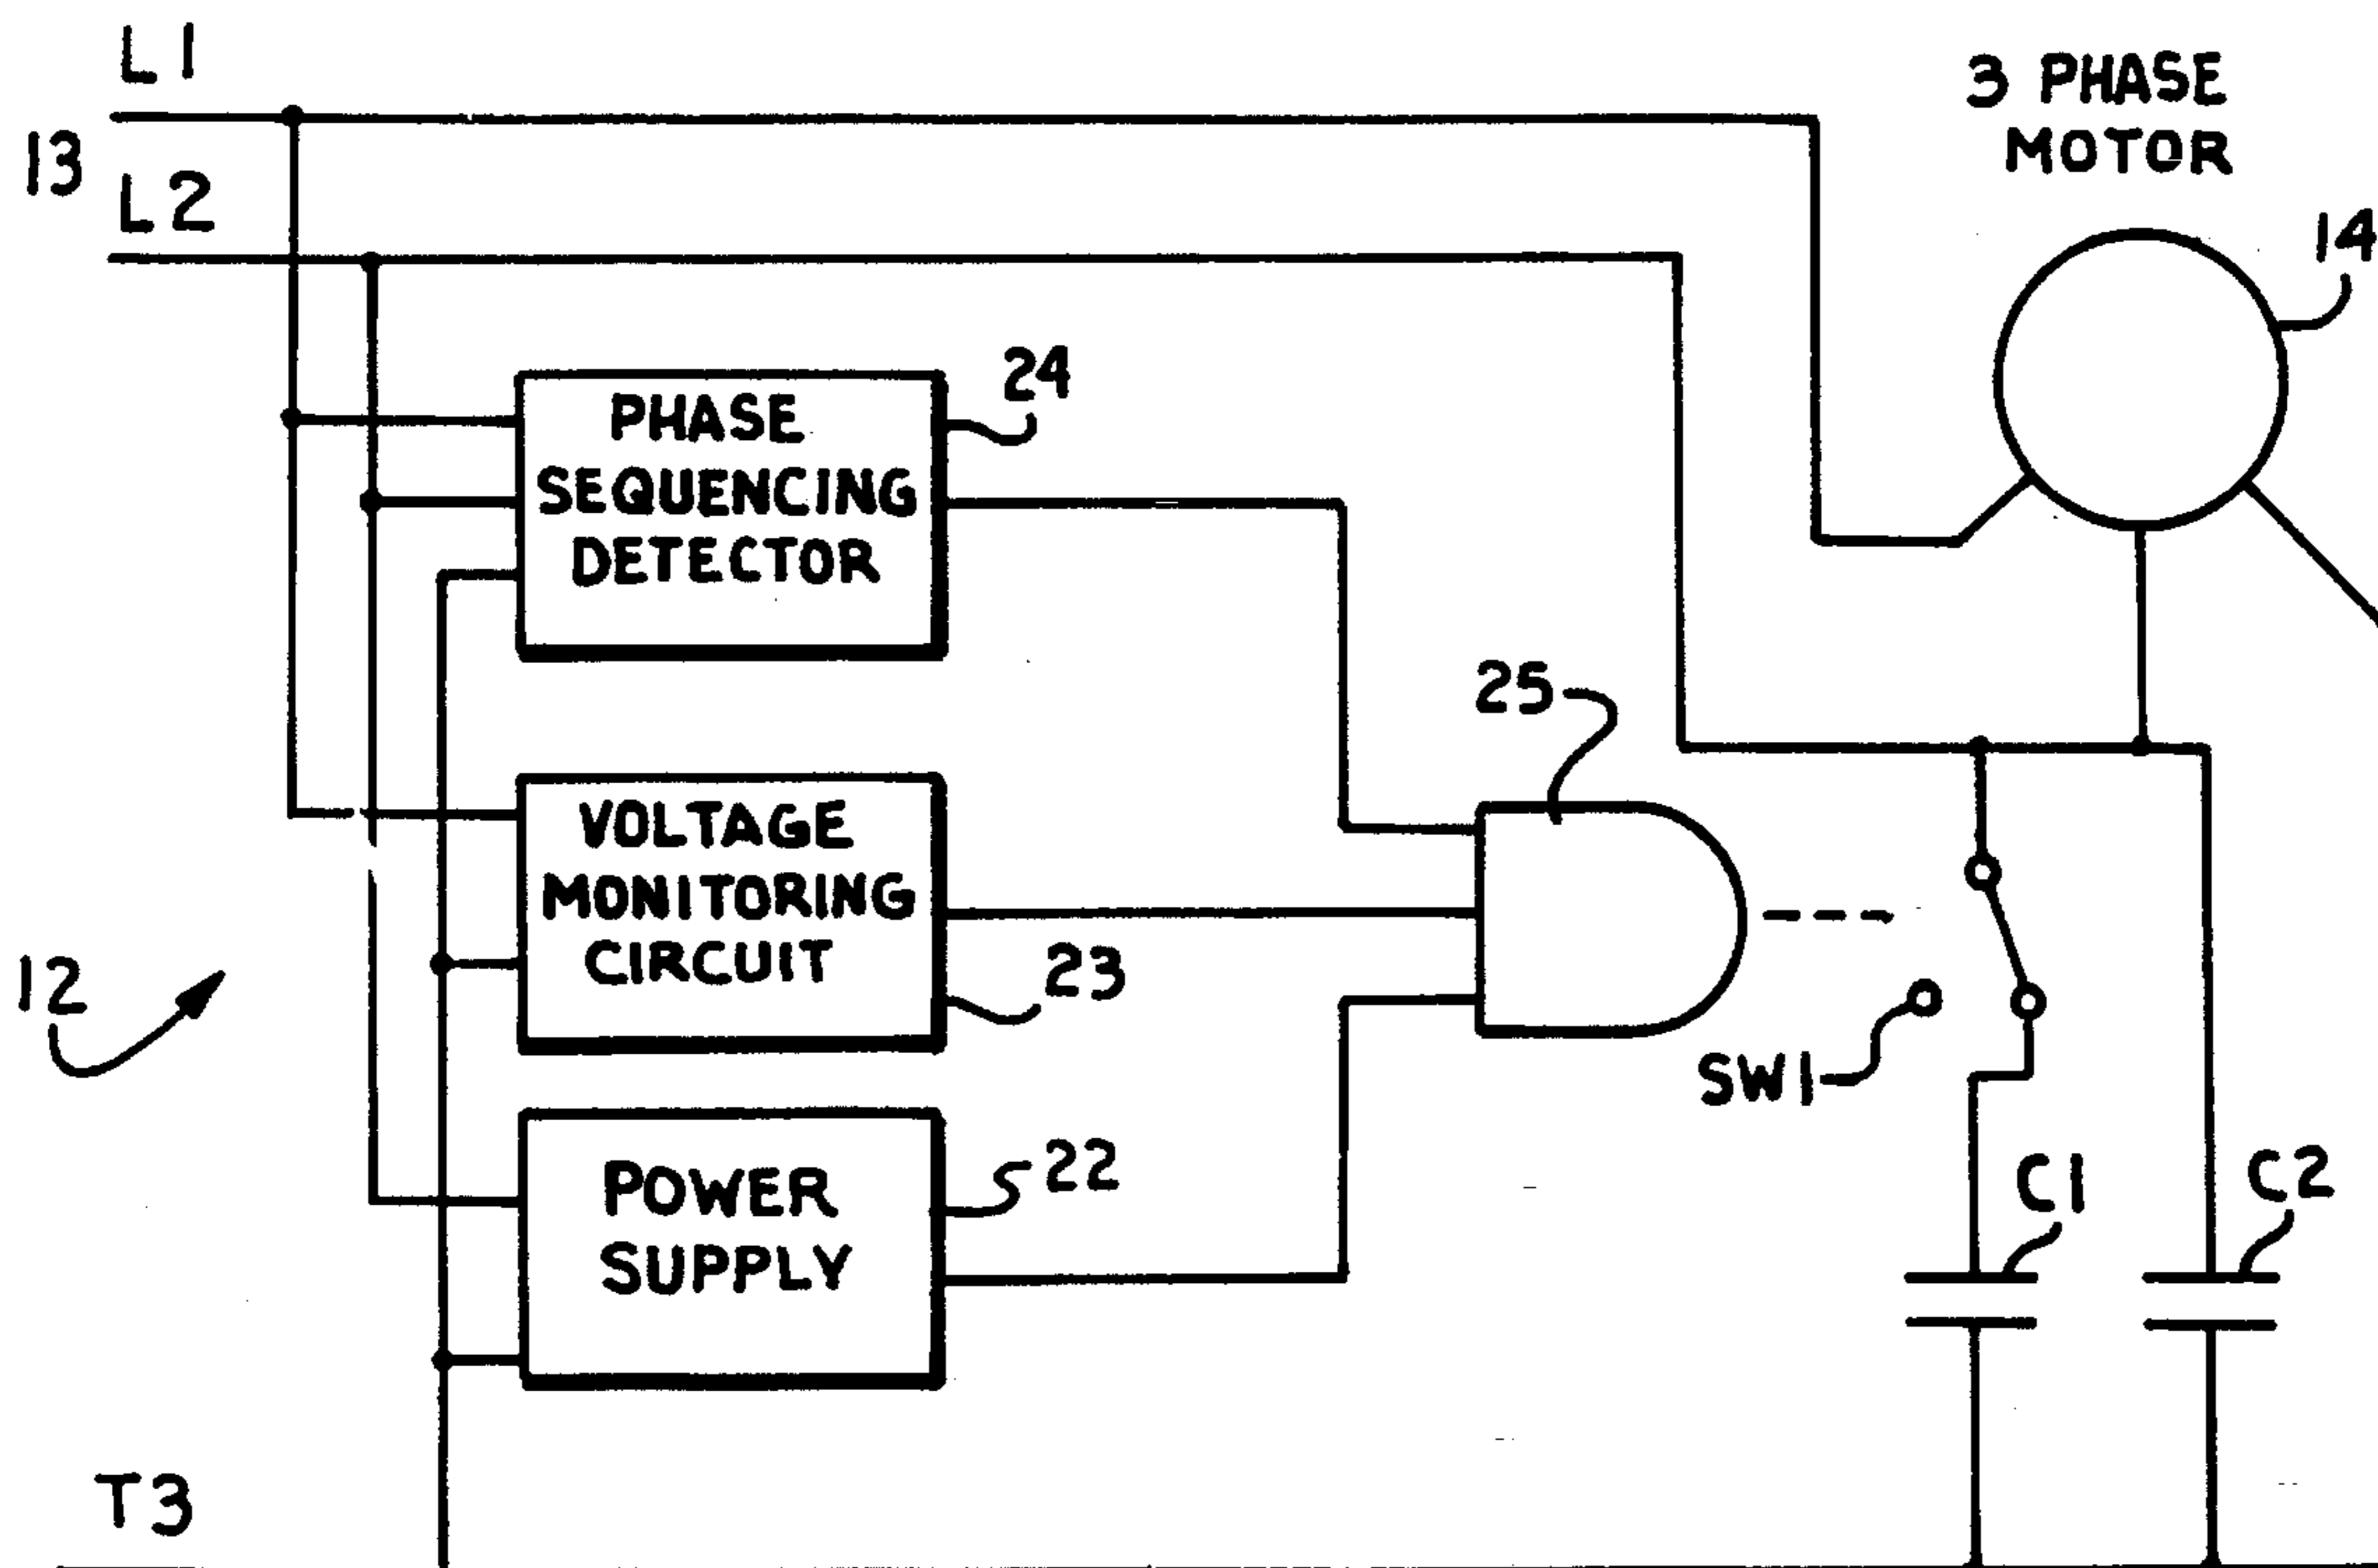 L1
3 PHASE
MOTOR
13
L2
14
24
PHASE
SEQUENCING
DETECTOR
25
VOLTAGE
MONITORING
CIRCUIT
23
12
SW1
POWER
SUPPLY
22
C1
C2
T3